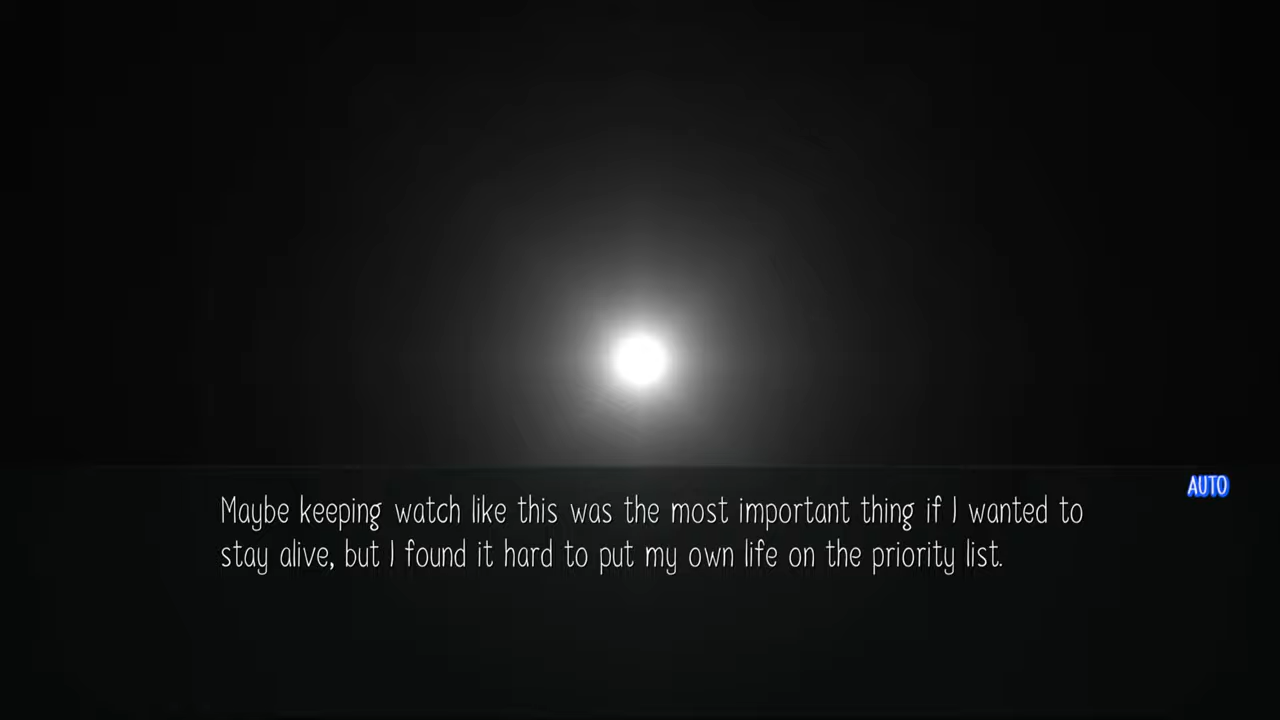 AUTO
Maybe keeping watch like this was the most important thing if I wanted to
stay alive, but I found it hard to put my own life on the priority list.